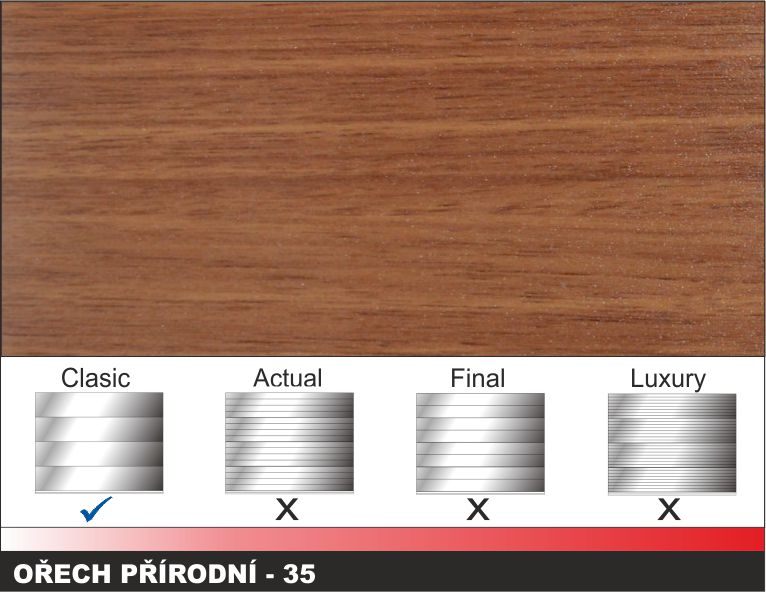 Clasic Actual Final Luxury
✓ X X X
OŘECH PŘÍRODNÍ - 35